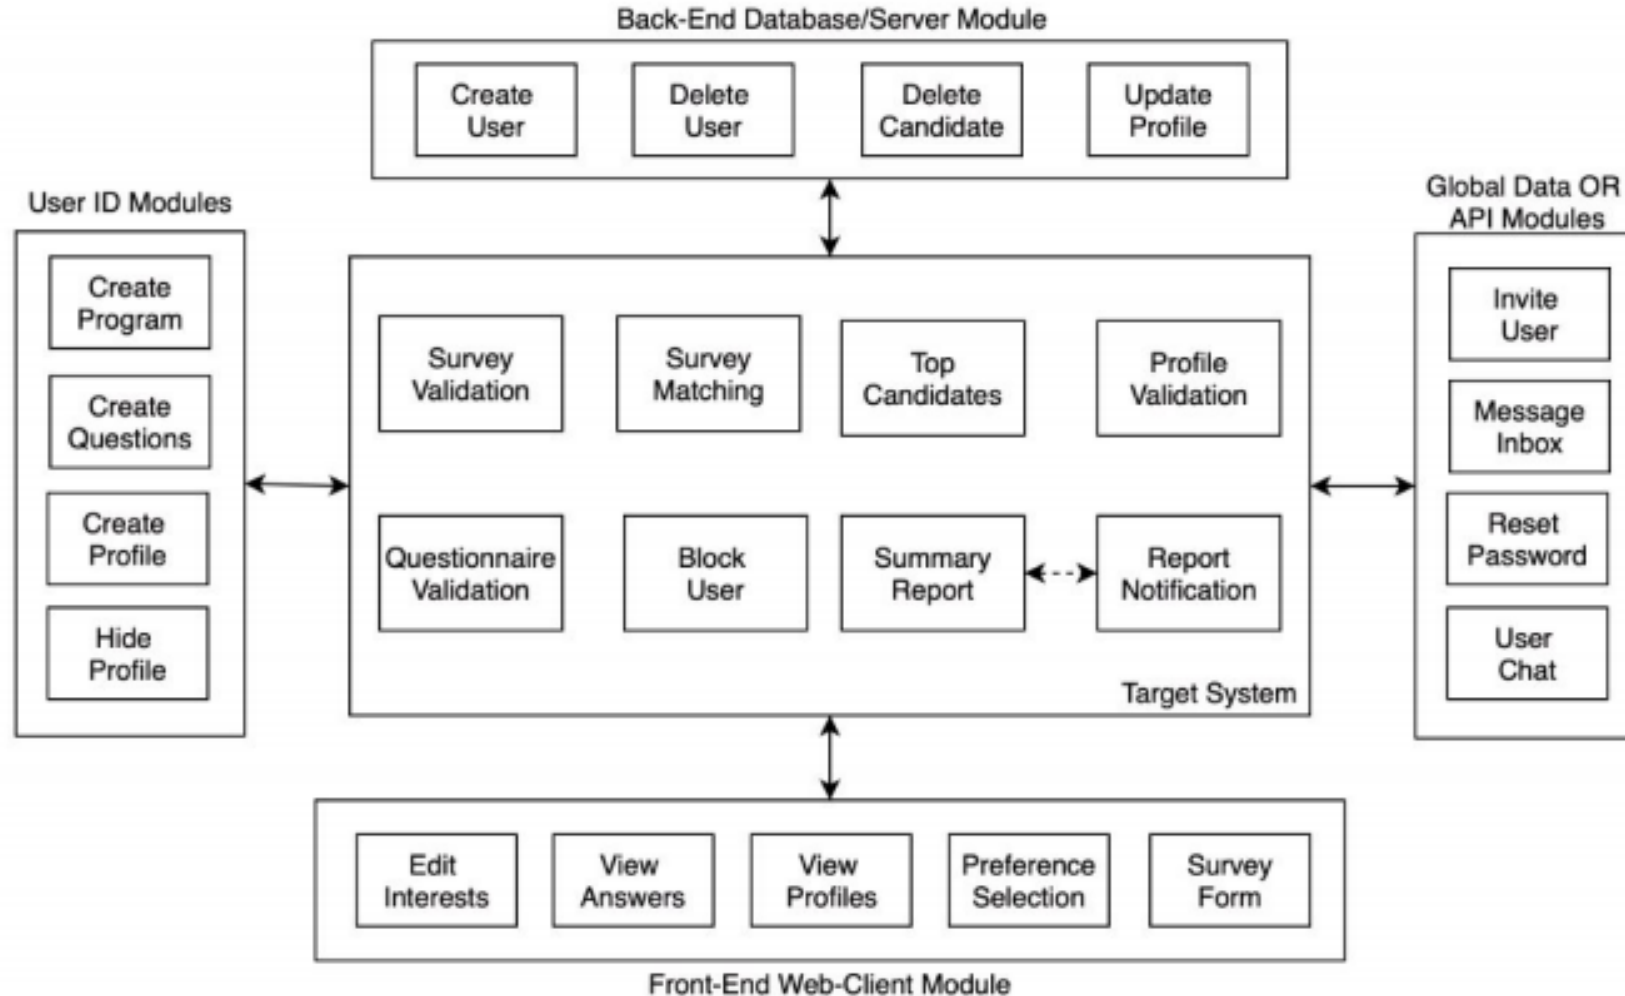 Back-End Database/Server Module
Create
User
Delete
User
Delete
Candidate
Update
Profile
User ID Modules
Create
Program
Create
Questions
Create
Profile
Hide
Profile
Survey
Validation
Survey
Matching
Top
Candidates
Profile
Validation
Questionnaire
Validation
Block
User
Summary
Report
Report
Notification
Target System
Global Data OR
API Modules
Invite
User
Message
Inbox
Reset
Password
User
Chat
Edit
Interests
View
Answers
View
Profiles
Preference
Selection
Survey
Form
Front-End Web-Client Module